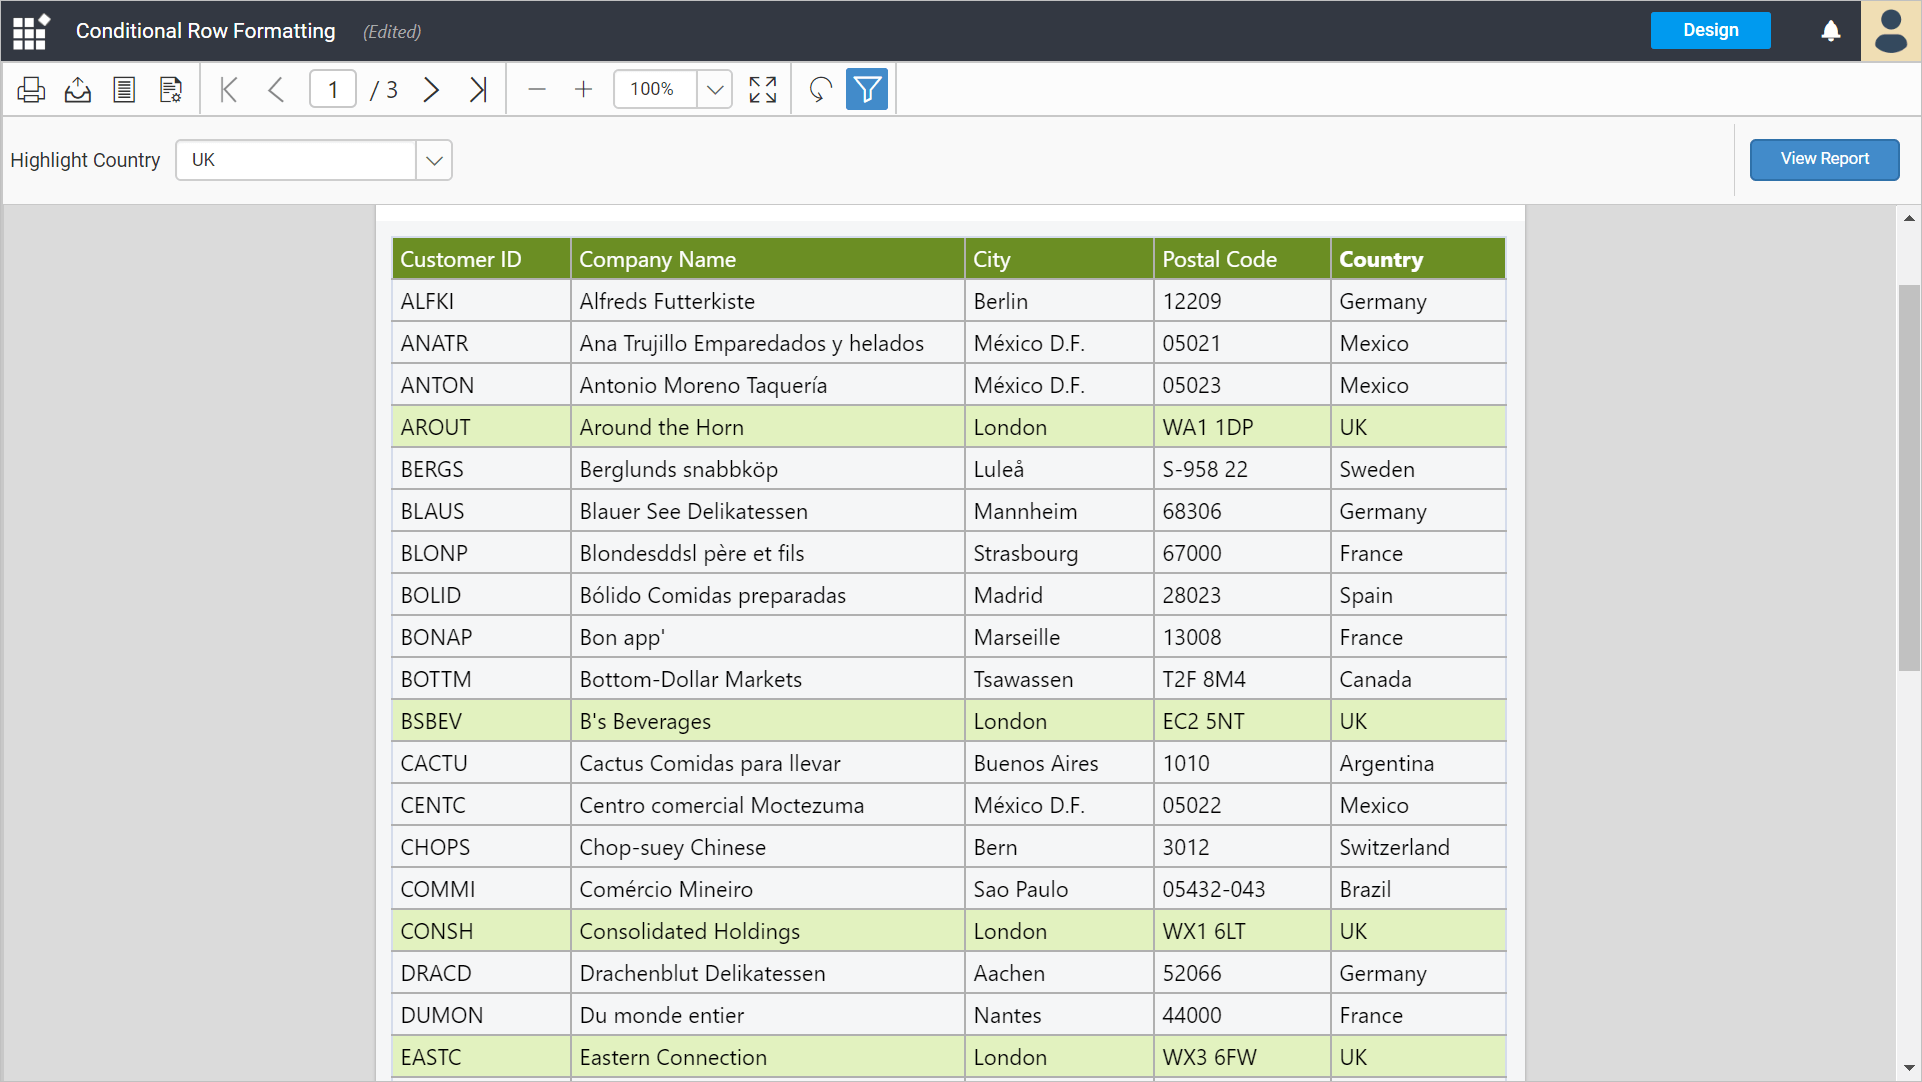 Conditional Row Formatting (Edited) Design
1 / 3 100%
Highlight Country UK View Report
Customer ID Company Name City Postal Code Country
ALFKI Alfreds Futterkiste Berlin 12209 Germany
ANATR Ana Trujillo Emparedados y helados México D.F. 05021 Mexico
ANTON Antonio Moreno Taquería México D.F. 05023 Mexico
AROUT Around the Horn London WA1 1DP UK
BERGS Berglunds snabbköp Luleå S-958 22 Sweden
BLAUS Blauer See Delikatessen Mannheim 68306 Germany
BLONP Blondesddsl père et fils Strasbourg 67000 France
BOLID Bólido Comidas preparadas Madrid 28023 Spain
BONAP Bon app' Marseille 13008 France
BOTTM Bottom-Dollar Markets Tsawassen T2F 8M4 Canada
BSBEV B's Beverages London EC2 5NT UK
CACTU Cactus Comidas para llevar Buenos Aires 1010 Argentina
CENTC Centro comercial Moctezuma México D.F. 05022 Mexico
CHOPS Chop-suey Chinese Bern 3012 Switzerland
COMMI Comércio Mineiro Sao Paulo 05432-043 Brazil
CONSH Consolidated Holdings London WX1 6LT UK
DRACD Drachenblut Delikatessen Aachen 52066 Germany
DUMON Du monde entier Nantes 44000 France
EASTC Eastern Connection London WX3 6FW UK